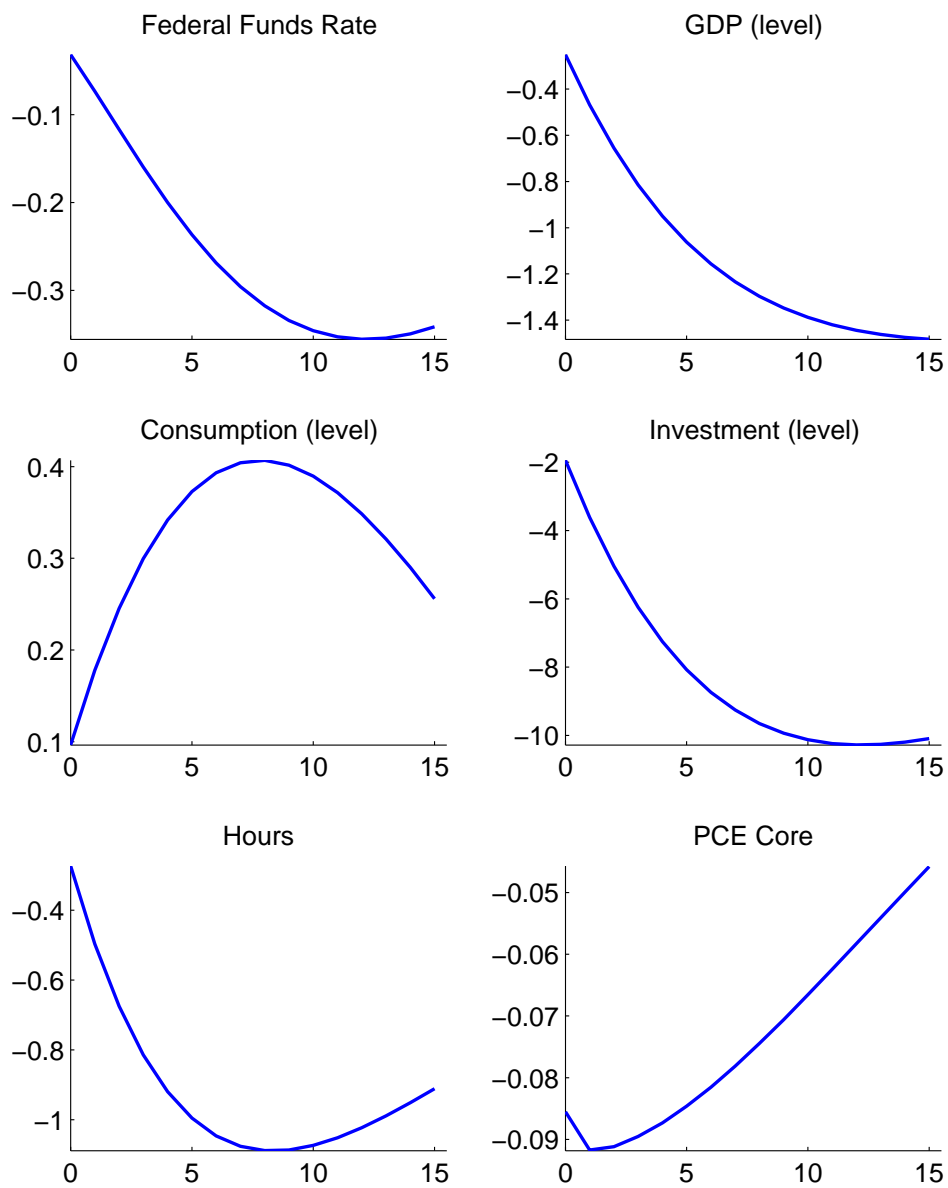 Federal Funds Rate
−0.1
−0.2
−0.3
0 5 10 15
GDP (level)
−0.4
−0.6
−0.8
−1
−1.2
−1.4
0 5 10 15
Consumption (level)
0.4
0.3
0.2
0.1
0 5 10 15
Investment (level)
−2
−4
−6
−8
−10
0 5 10 15
Hours
−0.4
−0.6
−0.8
−1
0 5 10 15
PCE Core
−0.05
−0.06
−0.07
−0.08
−0.09
0 5 10 15